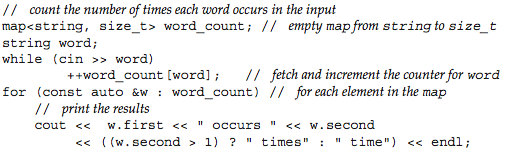 // count the number of times each word occurs in the input
map<string, size_t> word_count; // empty map from string to size_t
string word;
while (cin >> word)
++word_count[word]; // fetch and increment the counter for word
for (const auto &w : word_count) // for each element in the map
// print the results
cout << w.first << " occurs " << w.second
<< ((w.second > 1) ? " times" : " time") << endl;